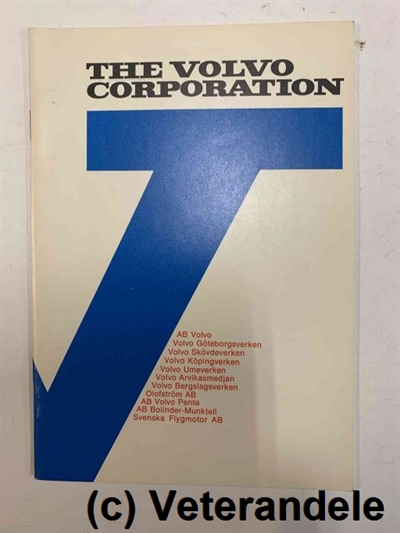 THE VOLVO
CORPORATION
AB Volvo
Volvo Göteborgsverken
Volvo Skövdeverken
Volvo Köpingverken
Volvo Umeverken
Volvo Arvikasmedjan
Volvo Bergslagsverken
Olofström AB
AB Volvo Penta
AB Bolinder-Munktell
Svenska Flygmotor AB
(c) Veterandele